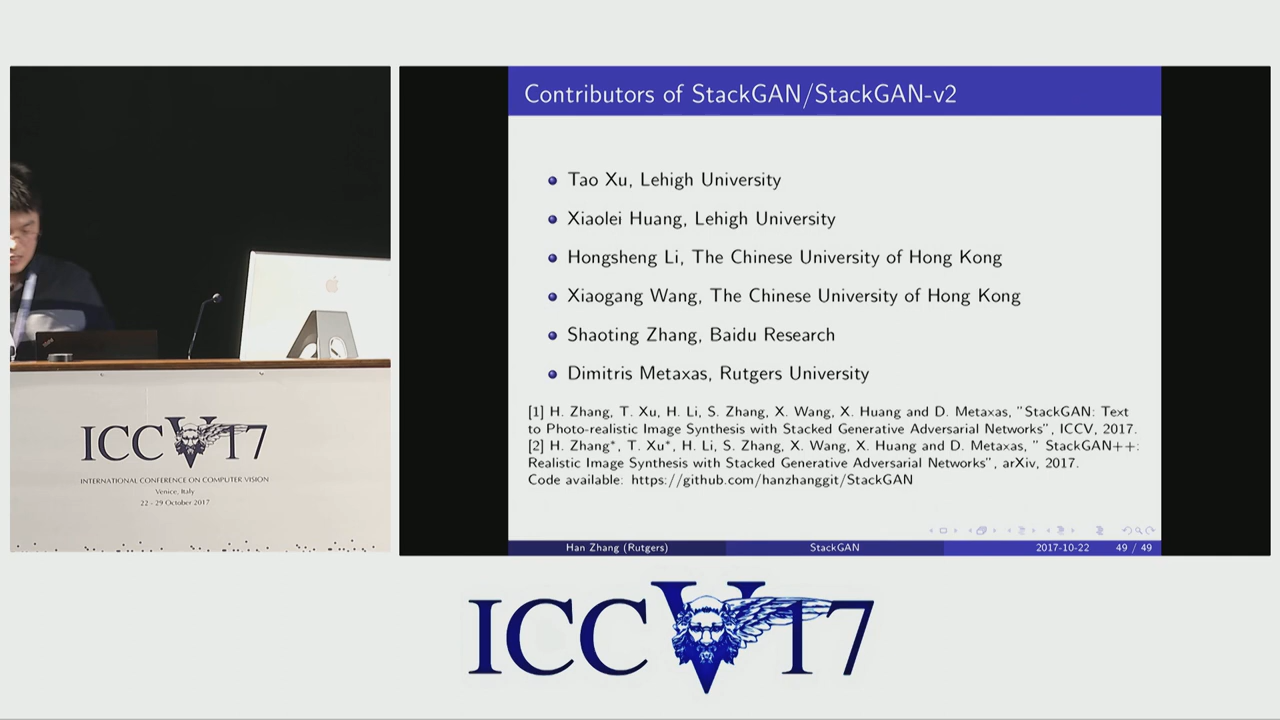 Contributors of StackGAN/StackGAN-v2
Tao Xu, Lehigh University
Xiaolei Huang, Lehigh University
Hongsheng Li, The Chinese University of Hong Kong
Xiaogang Wang, The Chinese University of Hong Kong
Shaoting Zhang, Baidu Research
Dimitris Metaxas, Rutgers University
[1] H. Zhang, T. Xu, H. Li, S. Zhang, X. Wang, X. Huang and D. Metaxas, "StackGAN: Text
to Photo-realistic Image Synthesis with Stacked Generative Adversarial Networks", ICCV, 2017.
[2] H. Zhang*, T. Xu*, H. Li, S. Zhang, X. Wang, X. Huang and D. Metaxas, " StackGAN++:
Realistic Image Synthesis with Stacked Generative Adversarial Networks", arXiv, 2017.
Code available: https://github.com/hanzhanggit/StackGAN
Han Zhang (Rutgers) StackGAN 2017-10-22 49 / 49
ICCV17
INTERNATIONAL CONFERENCE ON COMPUTER VISION
Venice, Italy
22 - 29 October 2017
ICCV17